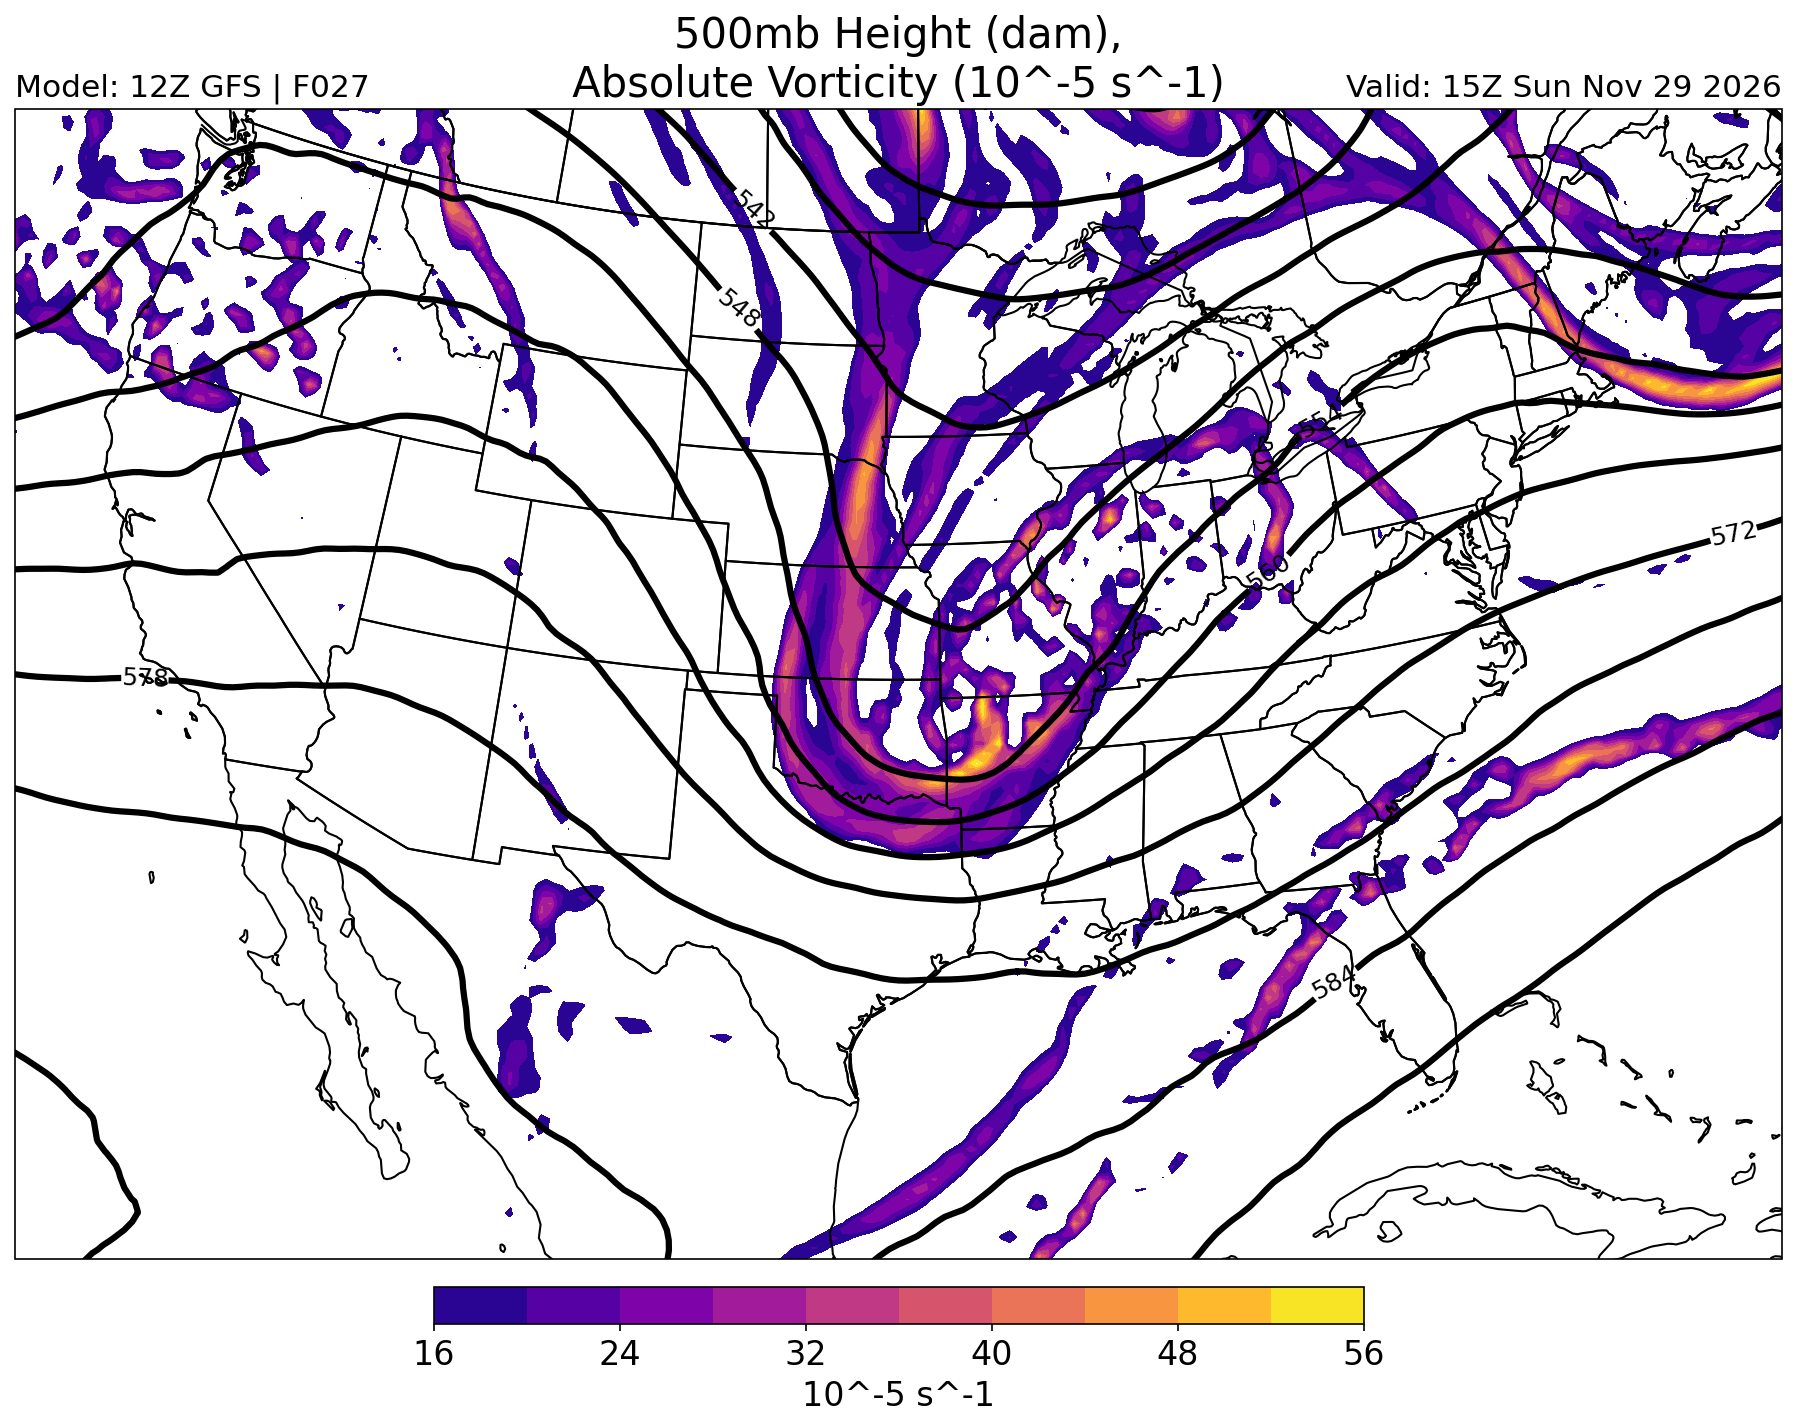 500mb Height (dam),
Model: 12Z GFS | F027
Absolute Vorticity (10^-5 s^-1)
Valid: 15Z Sun Nov 29 2026
542
548
554
560
572
578
584
16 24 32 40 48 56
10^-5 s^-1